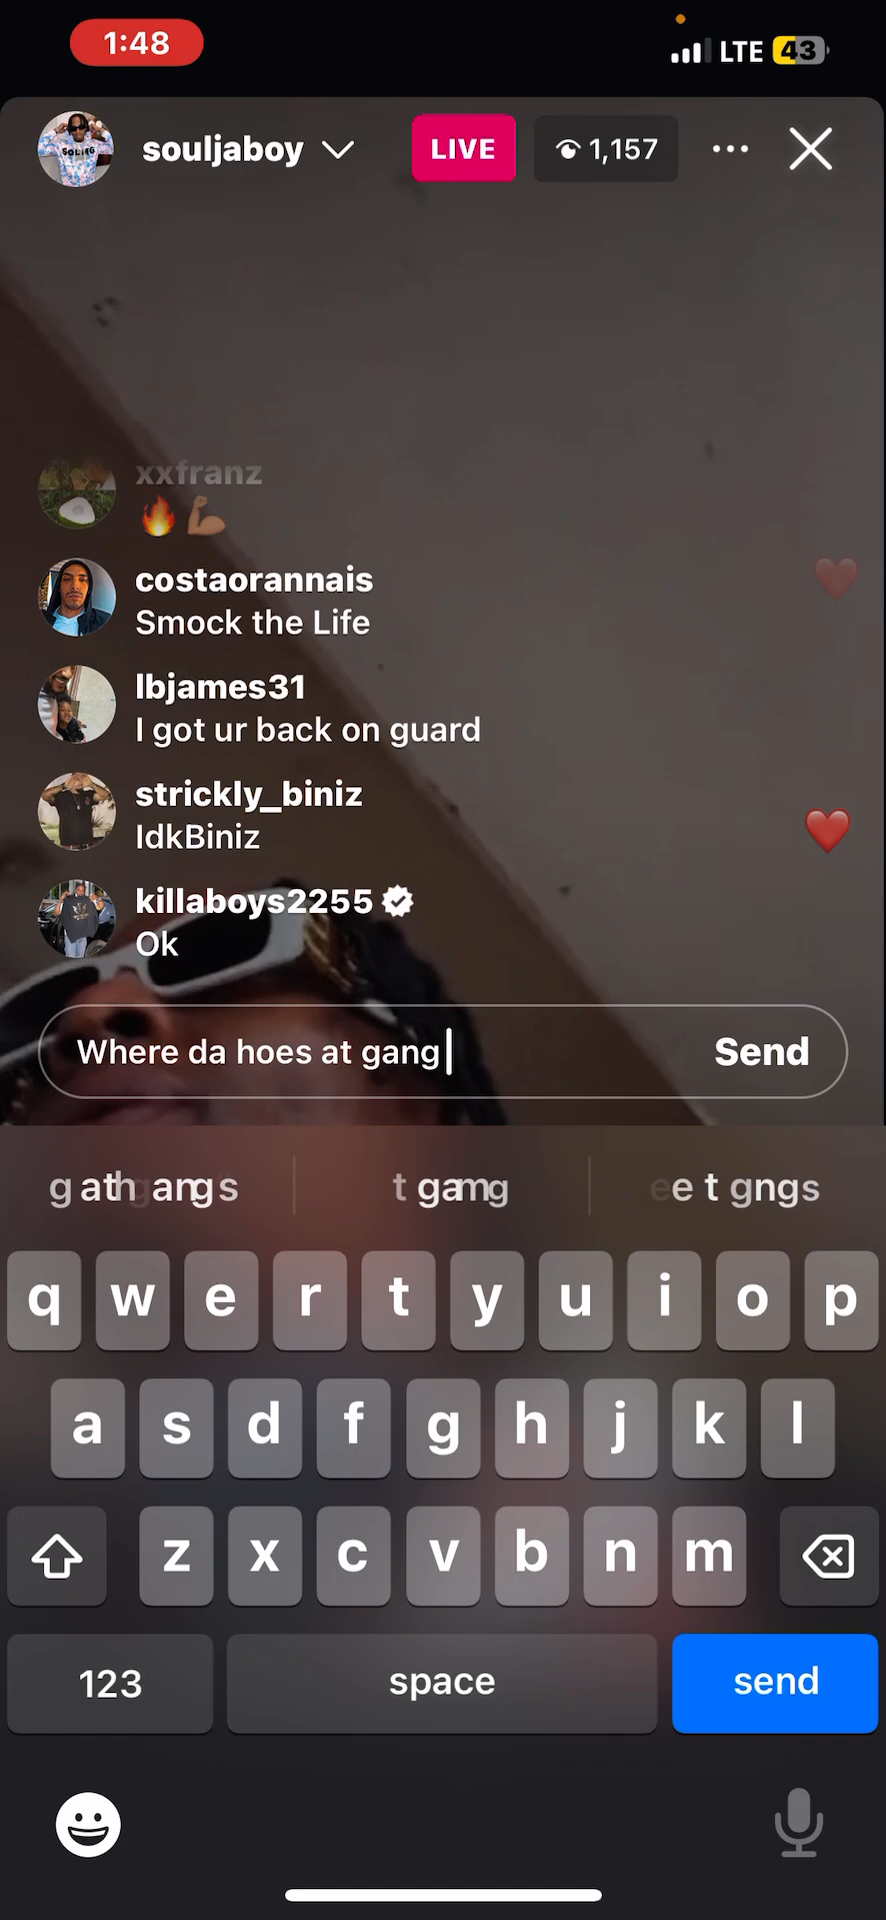 1:48
LTE 43
souljaboy
LIVE
1,157
xxfranz
🔥💪🏼
costaorannais
Smock the Life
lbjames31
I got ur back on guard
strickly_biniz
IdkBiniz
killaboys2255
Ok
Where da hoes at gang
Send
q w e r t y u i o p
a s d f g h j k l
z x c v b n m
123
space
send